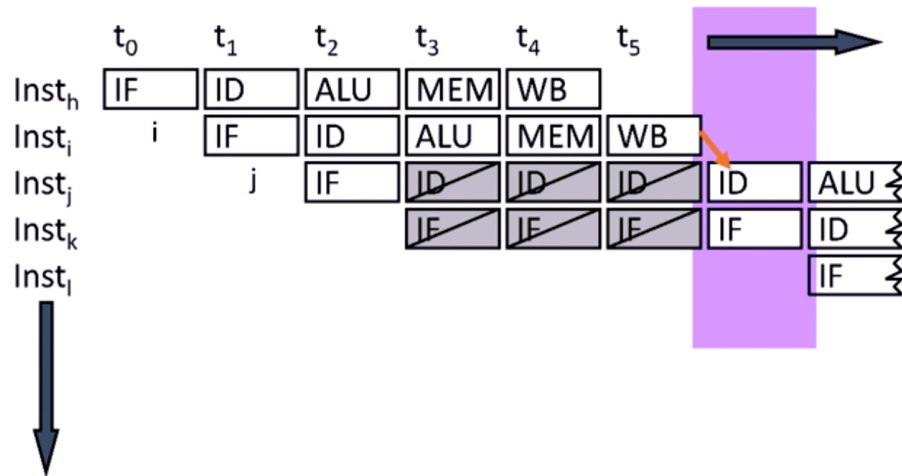 t₀ t₁ t₂ t₃ t₄ t₅
Instₕ IF ID ALU MEM WB
Instᵢ i IF ID ALU MEM WB
Instⱼ j IF ID ID ID ID ALU
Instₖ IF IF IF IF ID
Instₗ IF